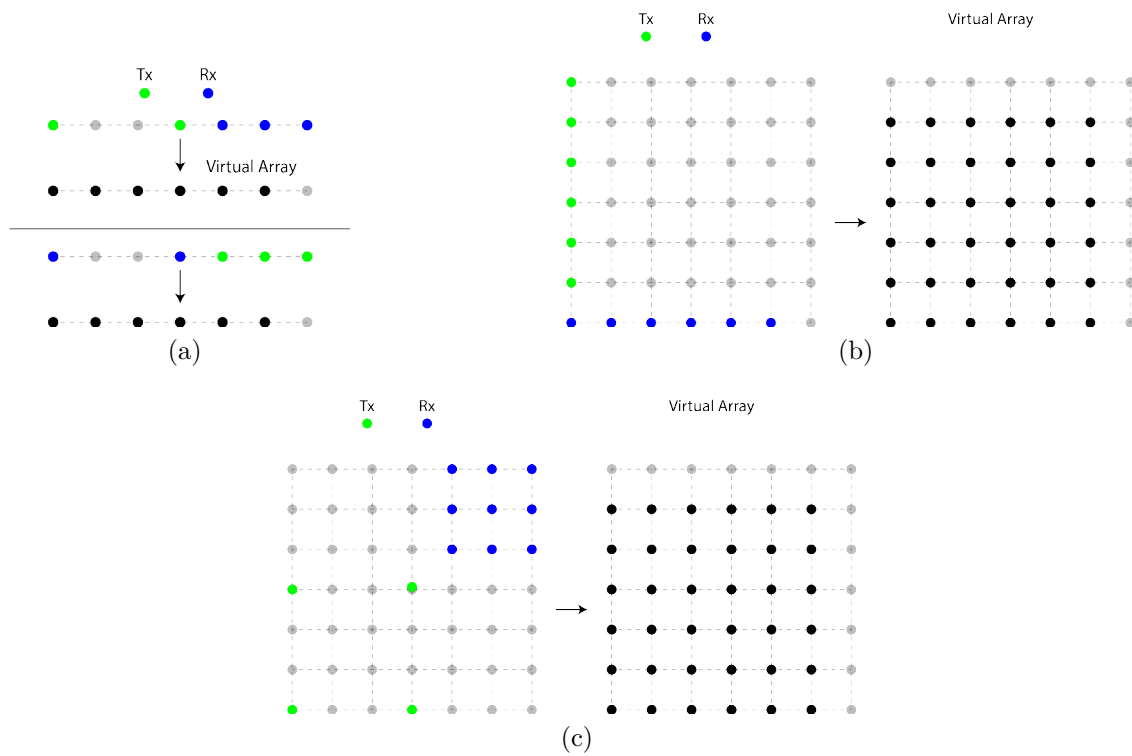 Tx Rx
Virtual Array
(a)
Tx Rx Virtual Array
(b)
Tx Rx Virtual Array
(c)